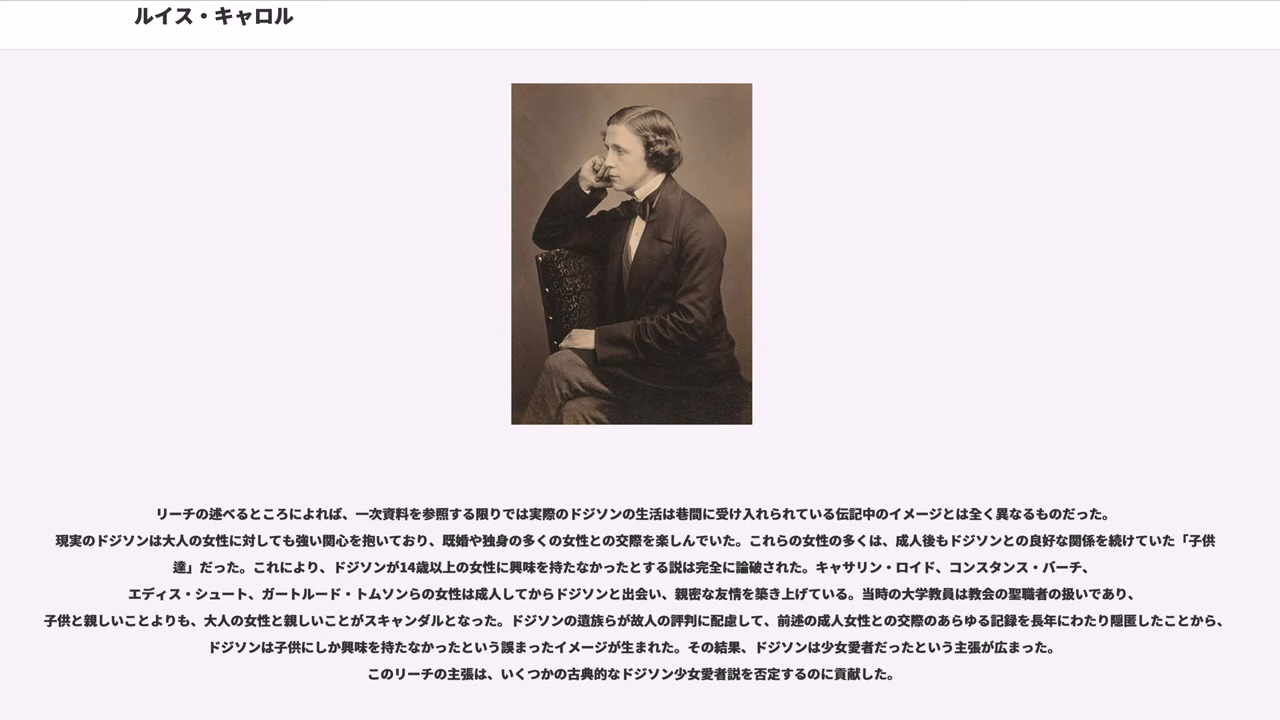 ルイス・キャロル
リーチの述べるところによれば、一次資料を参照する限りでは実際のドジソンの生活は巷間に受け入れられている伝記中のイメージとは全く異なるものだった。
現実のドジソンは大人の女性に対しても強い関心を抱いており、既婚や独身の多くの女性との交際を楽しんでいた。これらの女性の多くは、成人後もドジソンとの良好な関係を続けていた「子供
達」だった。これにより、ドジソンが14歳以上の女性に興味を持たなかったとする説は完全に論破された。キャサリン・ロイド、コンスタンス・バーチ、
エディス・シュート、ガートルード・トムソンらの女性は成人してからドジソンと出会い、親密な友情を築き上げている。当時の大学教員は教会の聖職者の扱いであり、
子供と親しいことよりも、大人の女性と親しいことがスキャンダルとなった。ドジソンの遺族らが故人の評判に配慮して、前述の成人女性との交際のあらゆる記録を長年にわたり隠匿したことから、
ドジソンは子供にしか興味を持たなかったという誤まったイメージが生まれた。その結果、ドジソンは少女愛者だったという主張が広まった。
このリーチの主張は、いくつかの古典的なドジソン少女愛者説を否定するのに貢献した。